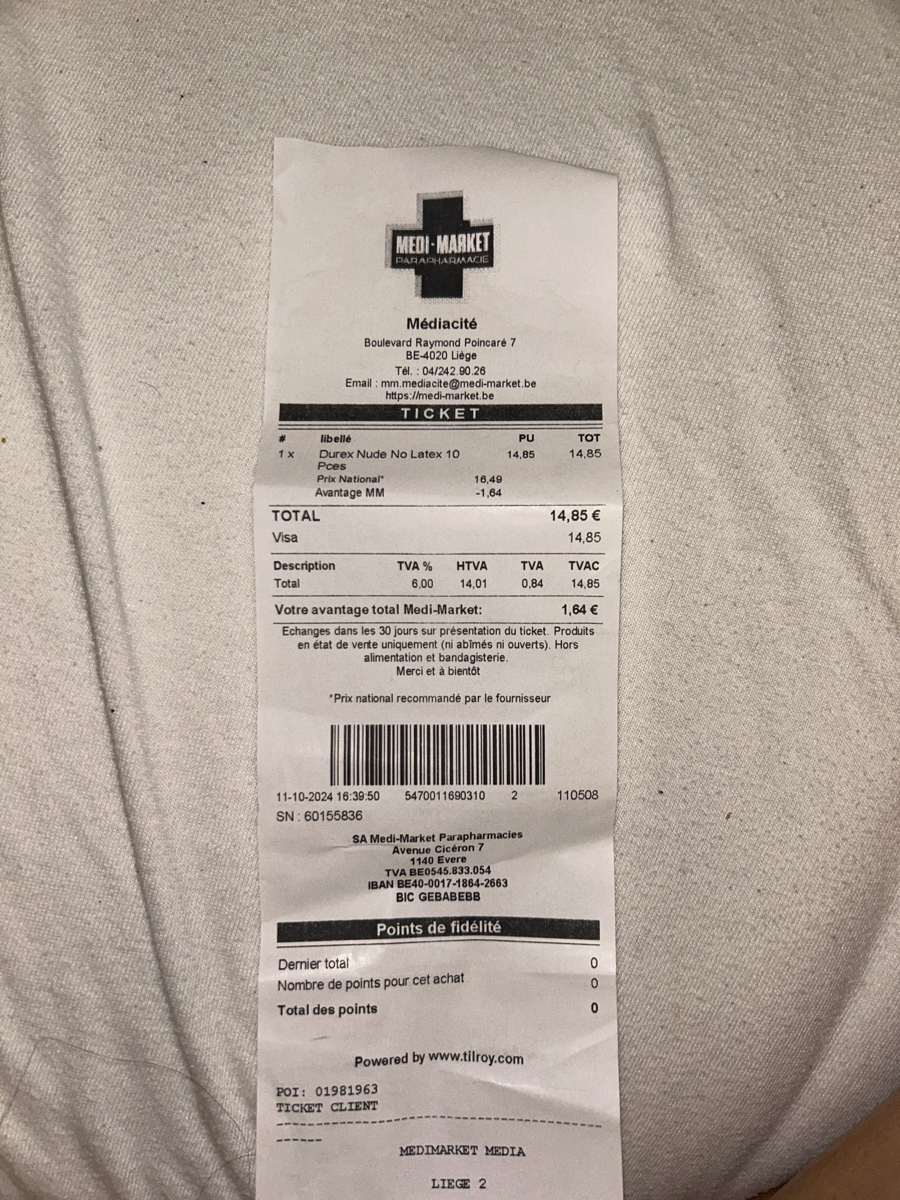 MEDI-MARKET
PARAPHARMACIE
Médiacité
Boulevard Raymond Poincaré 7
BE-4020 Liège
Tél. : 04/242.90.26
Email : mm.mediacite@medi-market.be
https://medi-market.be
TICKET
# libellé PU TOT
1 x Durex Nude No Latex 10 14,85 14,85
Pces
Prix National* 16,49
Avantage MM -1,64
TOTAL 14,85 €
Visa 14,85
Description TVA % HTVA TVA TVAC
Total 6,00 14,01 0,84 14,85
Votre avantage total Medi-Market: 1,64 €
Echanges dans les 30 jours sur présentation du ticket. Produits
en état de vente uniquement (ni abîmés ni ouverts). Hors
alimentation et bandagisterie.
Merci et à bientôt
*Prix national recommandé par le fournisseur
11-10-2024 16:39:50 5470011690310 2 110508
SN : 60155836
SA Medi-Market Parapharmacies
Avenue Cicéron 7
1140 Evere
TVA BE0545.833.054
IBAN BE40-0017-1864-2663
BIC GEBABEBB
Points de fidélité
Dernier total 0
Nombre de points pour cet achat 0
Total des points 0
Powered by www.tilroy.com
POI: 01981963
TICKET CLIENT
------------------------------------------
------
MEDIMARKET MEDIA
LIEGE 2